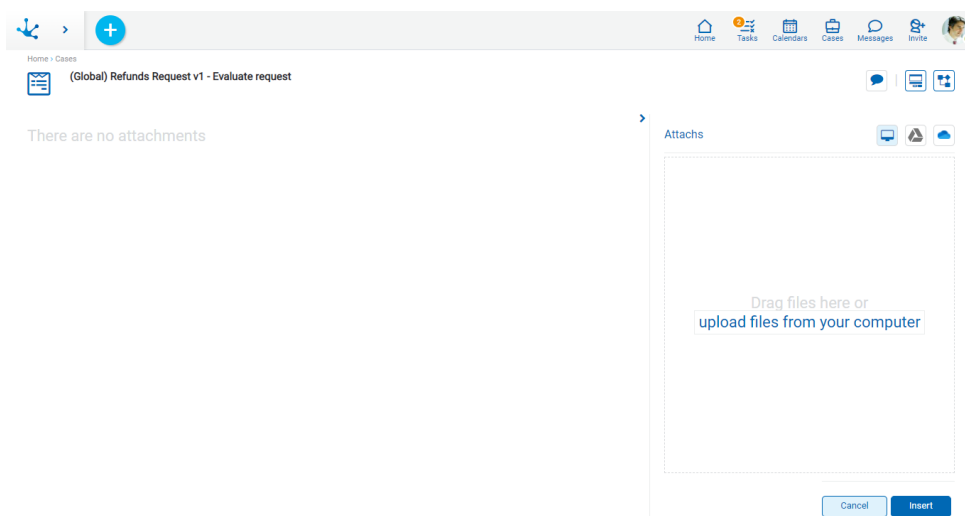 2
Home Tasks Calendars Cases Messages Invite
Home › Cases
(Global) Refunds Request v1 - Evaluate request
There are no attachments
Attachs
Drag files here or
upload files from your computer
Cancel Insert